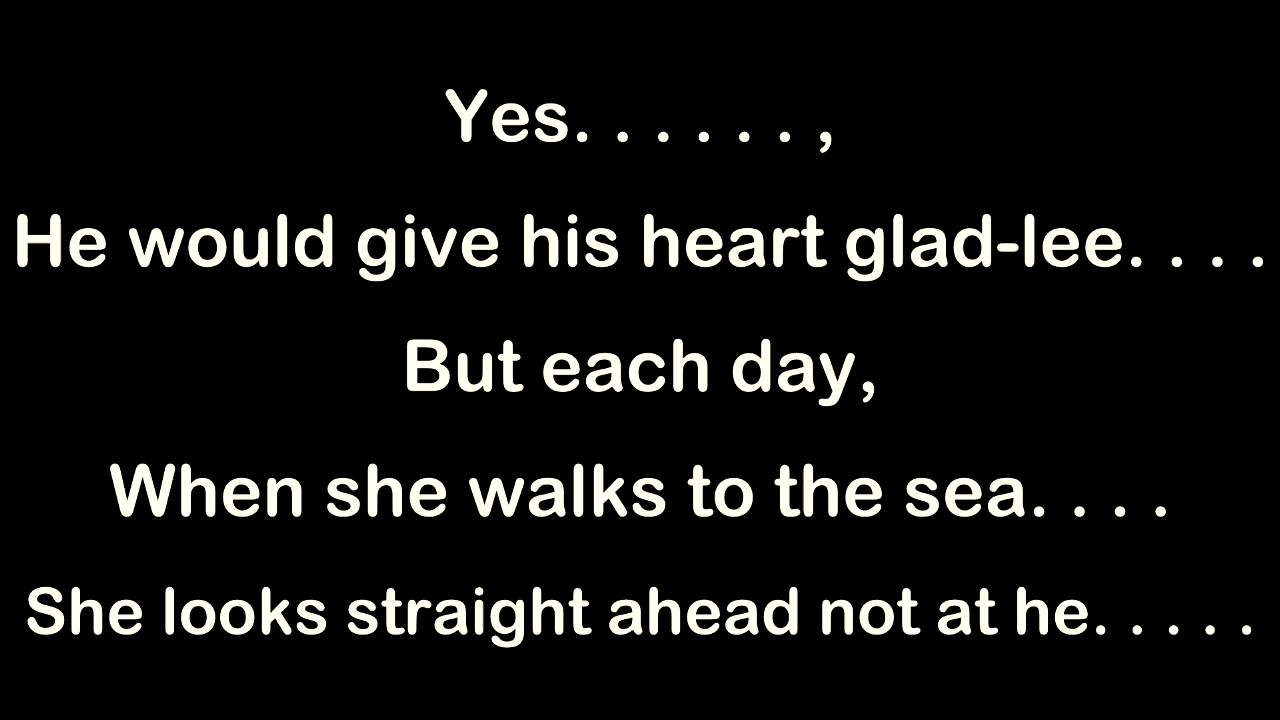 Yes. . . . . . ,
He would give his heart glad-lee. . . .
But each day,
When she walks to the sea. . . .
She looks straight ahead not at he. . . . .